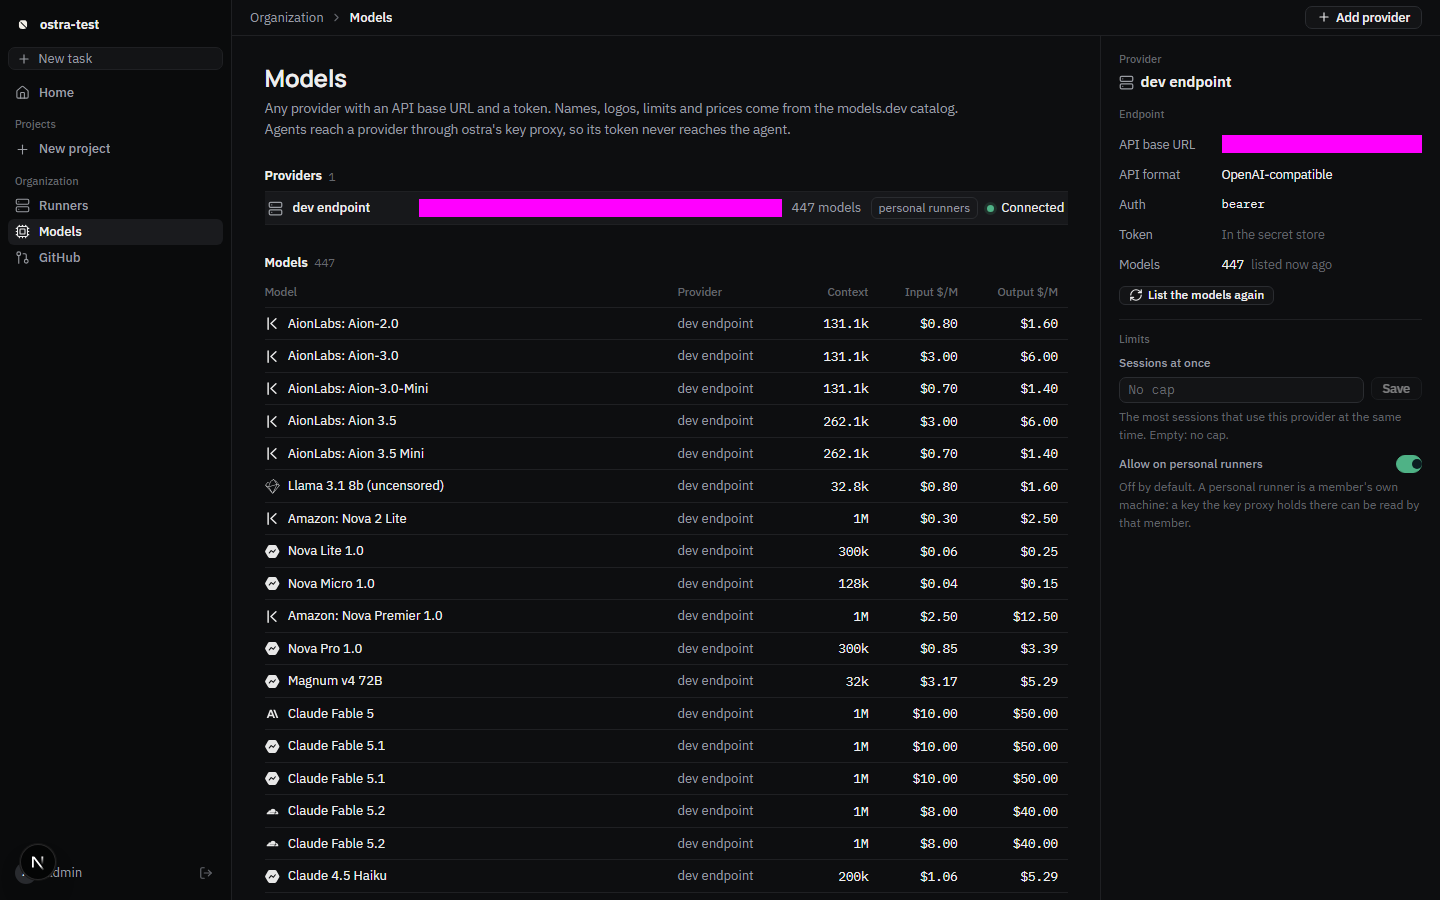 ostra-test
New task
Home
Projects
New project
Organization
Runners
Models
GitHub
dmin
Organization > Models
Add provider
Models
Any provider with an API base URL and a token. Names, logos, limits and prices come from the models.dev catalog.
Agents reach a provider through ostra's key proxy, so its token never reaches the agent.
Providers 1
dev endpoint 447 models personal runners Connected
Models 447
Model Provider Context Input $/M Output $/M
AionLabs: Aion-2.0 dev endpoint 131.1k $0.80 $1.60
AionLabs: Aion-3.0 dev endpoint 131.1k $3.00 $6.00
AionLabs: Aion-3.0-Mini dev endpoint 131.1k $0.70 $1.40
AionLabs: Aion 3.5 dev endpoint 262.1k $3.00 $6.00
AionLabs: Aion 3.5 Mini dev endpoint 262.1k $0.70 $1.40
Llama 3.1 8b (uncensored) dev endpoint 32.8k $0.80 $1.60
Amazon: Nova 2 Lite dev endpoint 1M $0.30 $2.50
Nova Lite 1.0 dev endpoint 300k $0.06 $0.25
Nova Micro 1.0 dev endpoint 128k $0.04 $0.15
Amazon: Nova Premier 1.0 dev endpoint 1M $2.50 $12.50
Nova Pro 1.0 dev endpoint 300k $0.85 $3.39
Magnum v4 72B dev endpoint 32k $3.17 $5.29
Claude Fable 5 dev endpoint 1M $10.00 $50.00
Claude Fable 5.1 dev endpoint 1M $10.00 $50.00
Claude Fable 5.1 dev endpoint 1M $10.00 $50.00
Claude Fable 5.2 dev endpoint 1M $8.00 $40.00
Claude Fable 5.2 dev endpoint 1M $8.00 $40.00
Claude 4.5 Haiku dev endpoint 200k $1.06 $5.29
Provider
dev endpoint
Endpoint
API base URL
API format OpenAI-compatible
Auth bearer
Token In the secret store
Models 447 listed now ago
List the models again
Limits
Sessions at once
No cap Save
The most sessions that use this provider at the same
time. Empty: no cap.
Allow on personal runners
Off by default. A personal runner is a member's own
machine: a key the key proxy holds there can be read by
that member.